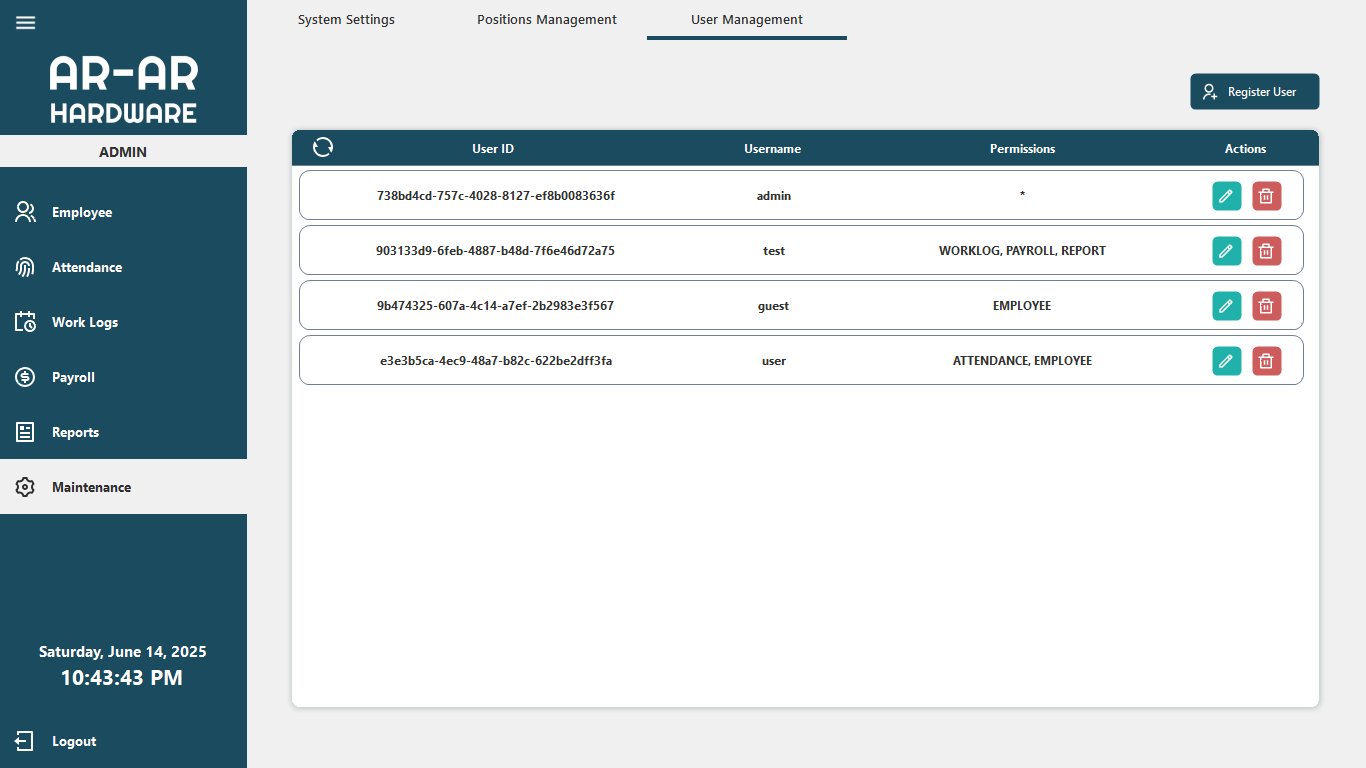 System Settings
Positions Management
User Management
AR-AR
HARDWARE
ADMIN
Employee
Attendance
Work Logs
Payroll
Reports
Maintenance
Saturday, June 14, 2025
10:43:43 PM
Logout
Register User
User ID Username Permissions Actions
738bd4cd-757c-4028-8127-ef8b0083636f admin *
903133d9-6feb-4887-b48d-7f6e46d72a75 test WORKLOG, PAYROLL, REPORT
9b474325-607a-4c14-a7ef-2b2983e3f567 guest EMPLOYEE
e3e3b5ca-4ec9-48a7-b82c-622be2dff3fa user ATTENDANCE, EMPLOYEE